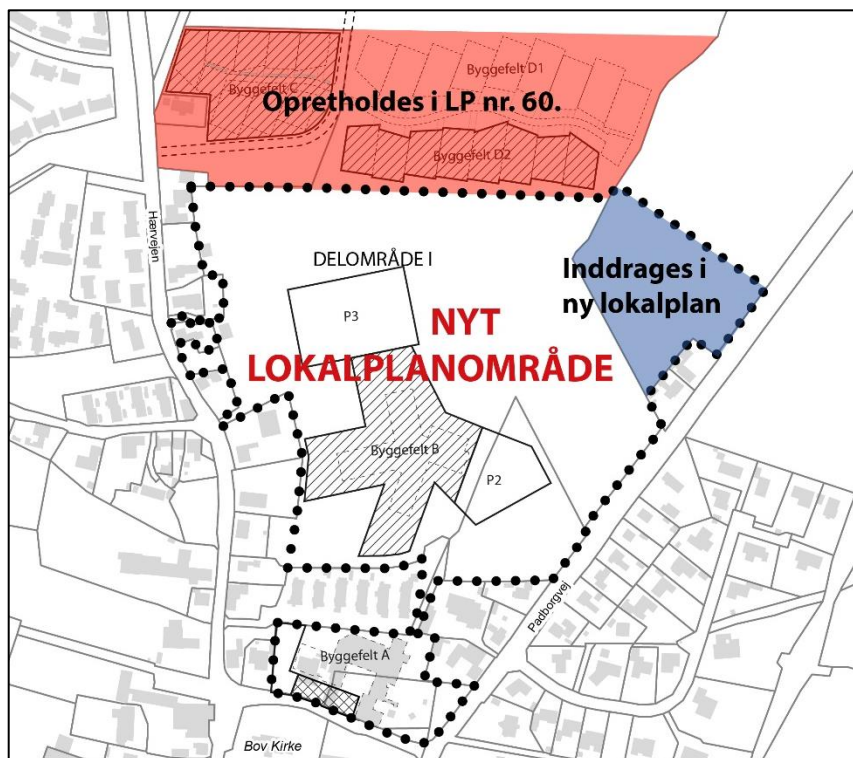 Byggefelt D1
Byggefelt C
Opretholdes i LP nr. 60.
Byggefelt D2
Hærvejen
DELOMRÅDE I
Inddrages i
ny lokalplan
P3
NYT
LOKALPLANOMRÅDE
Byggefelt B
P2
Padborgvej
Byggefelt A
Bov Kirke